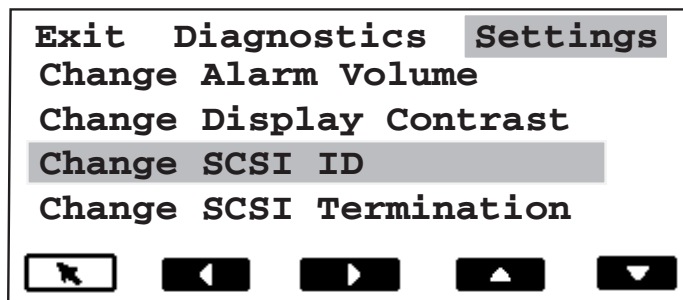 Exit Diagnostics Settings
Change Alarm Volume
Change Display Contrast
Change SCSI ID
Change SCSI Termination